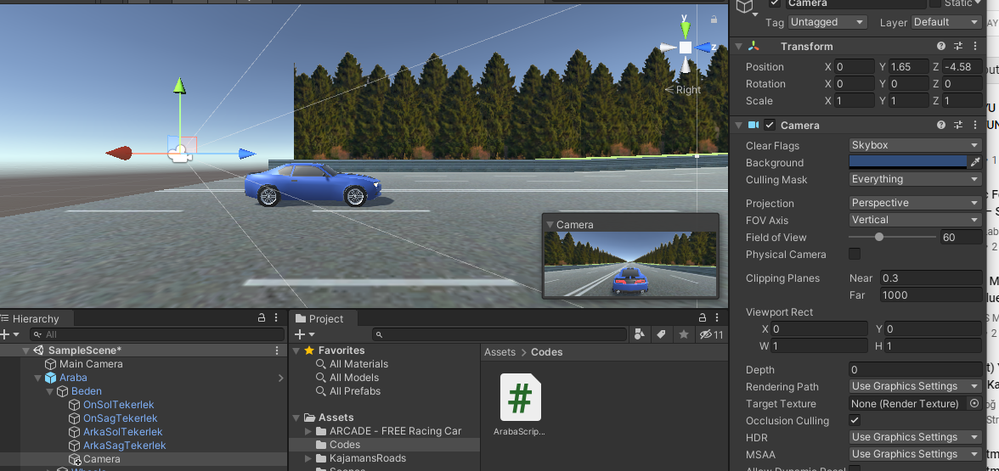 Camera
Static
Tag Untagged Layer Default
Transform
Position X 0 Y 1.65 Z -4.58
Rotation X 0 Y 0 Z 0
Scale X 1 Y 1 Z 1
Camera
Clear Flags Skybox
Background
Culling Mask Everything
Projection Perspective
FOV Axis Vertical
Field of View 60
Physical Camera
Clipping Planes Near 0.3
Far 1000
Viewport Rect
X 0 Y 0
W 1 H 1
Depth 0
Rendering Path Use Graphics Settings
Target Texture None (Render Texture)
Occlusion Culling
HDR Use Graphics Settings
MSAA Use Graphics Settings
y
z
Right
Camera
Hierarchy
All
SampleScene*
Main Camera
Araba
Beden
OnSolTekerlek
OnSagTekerlek
ArkaSolTekerlek
ArkaSagTekerlek
Camera
Project
11
Favorites
All Materials
All Models
All Prefabs
Assets
ARCADE - FREE Racing Car
Codes
KajamansRoads
Assets > Codes
#
ArabaScrip...